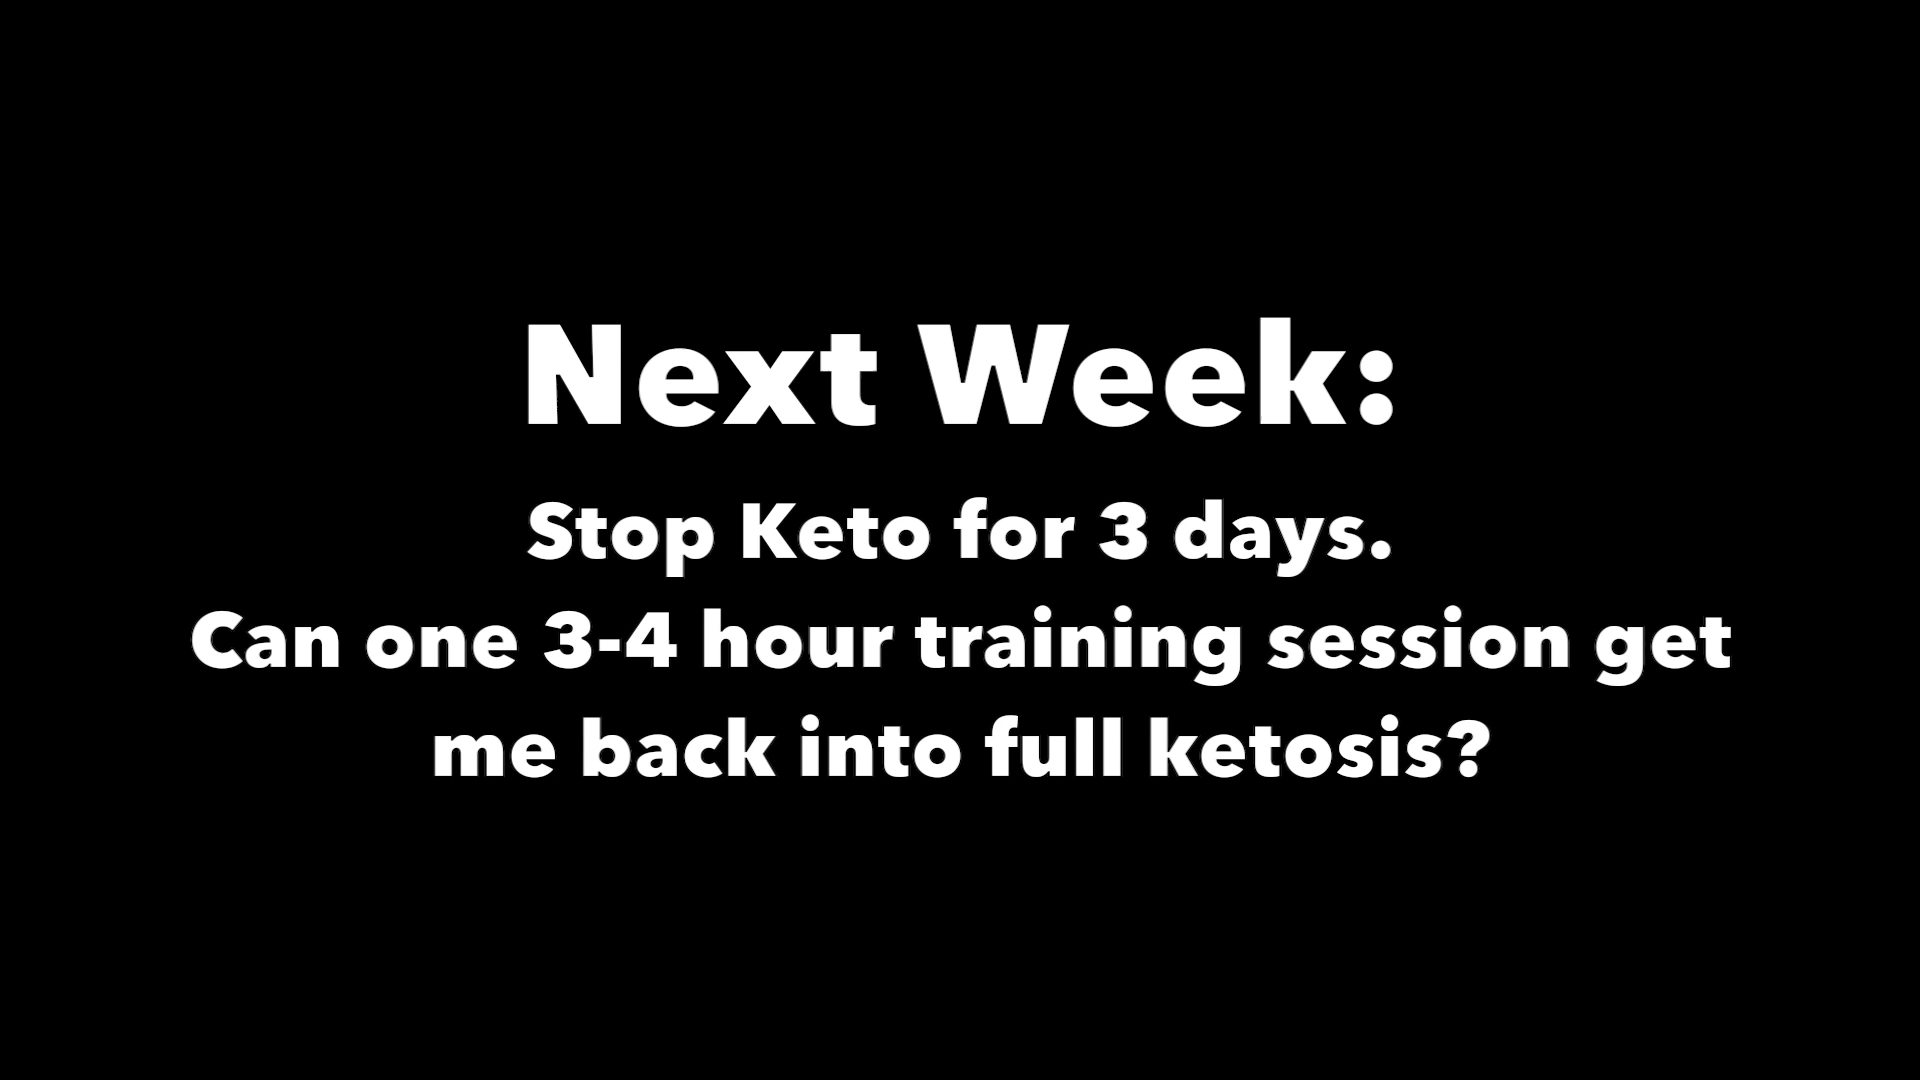 Next Week:
Stop Keto for 3 days.
Can one 3-4 hour training session get
me back into full ketosis?